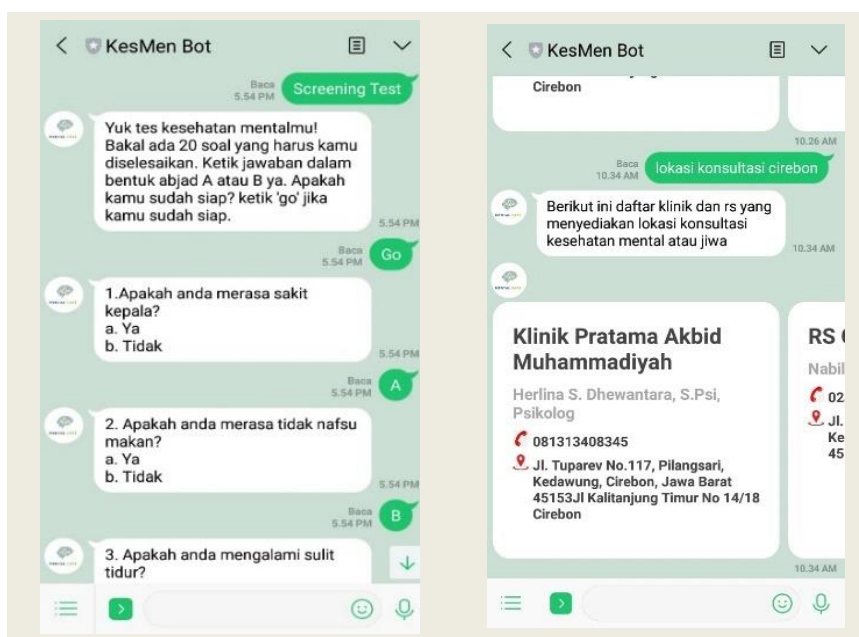 KesMen Bot
Baca
5.54 PM
Screening Test
Yuk tes kesehatan mentalmu!
Bakal ada 20 soal yang harus kamu
diselesaikan. Ketik jawaban dalam
bentuk abjad A atau B ya. Apakah
kamu sudah siap? ketik 'go' jika
kamu sudah siap.
5.54 PM
Baca
5.54 PM
Go
1.Apakah anda merasa sakit
kepala?
a. Ya
b. Tidak
5.54 PM
Baca
5.54 PM
A
2. Apakah anda merasa tidak nafsu
makan?
a. Ya
b. Tidak
5.54 PM
Baca
5.54 PM
B
3. Apakah anda mengalami sulit
tidur?
KesMen Bot
Cirebon
10.26 AM
Baca
10.34 AM
lokasi konsultasi cirebon
Berikut ini daftar klinik dan rs yang
menyediakan lokasi konsultasi
kesehatan mental atau jiwa
10.34 AM
Klinik Pratama Akbid
Muhammadiyah
Herlina S. Dhewantara, S.Psi,
Psikolog
081313408345
Jl. Tuparev No.117, Pilangsari,
Kedawung, Cirebon, Jawa Barat
45153Jl Kalitanjung Timur No 14/18
Cirebon
RS
Nabil
02
Jl.
Ke
45
10.34 AM